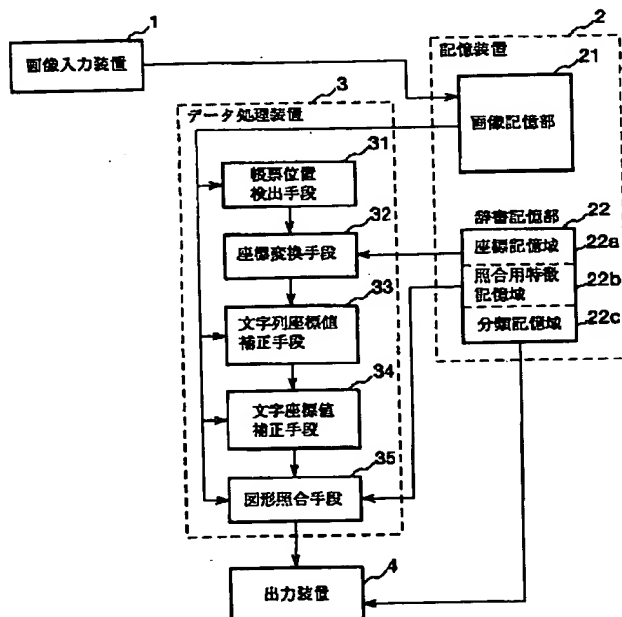 1
画像入力装置
2
記憶装置
21
画像記憶部
3
データ処理装置
31
帳票位置
検出手段
32
座標変換手段
33
文字列座標値
補正手段
34
文字座標値
補正手段
35
図形照合手段
辞書記憶部
22
座標記憶域
22a
照合用特徴
記憶域
22b
分類記憶域
22c
4
出力装置